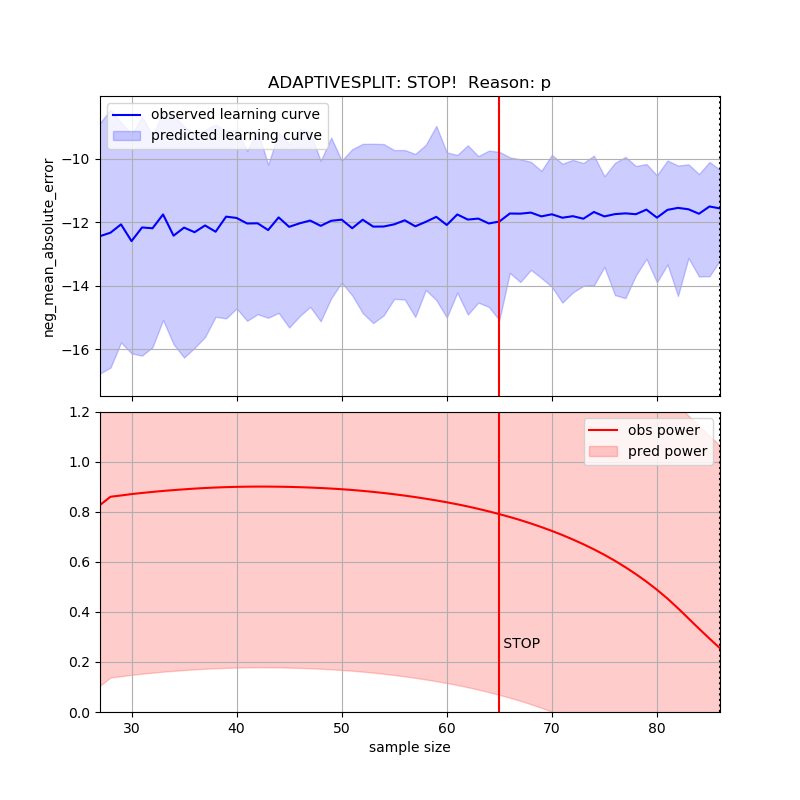 ADAPTIVESPLIT: STOP!  Reason: p
observed learning curve
predicted learning curve
neg_mean_absolute_error
−10
−12
−14
−16
1.2
1.0
0.8
0.6
0.4
0.2
0.0
obs power
pred power
STOP
30 40 50 60 70 80
sample size